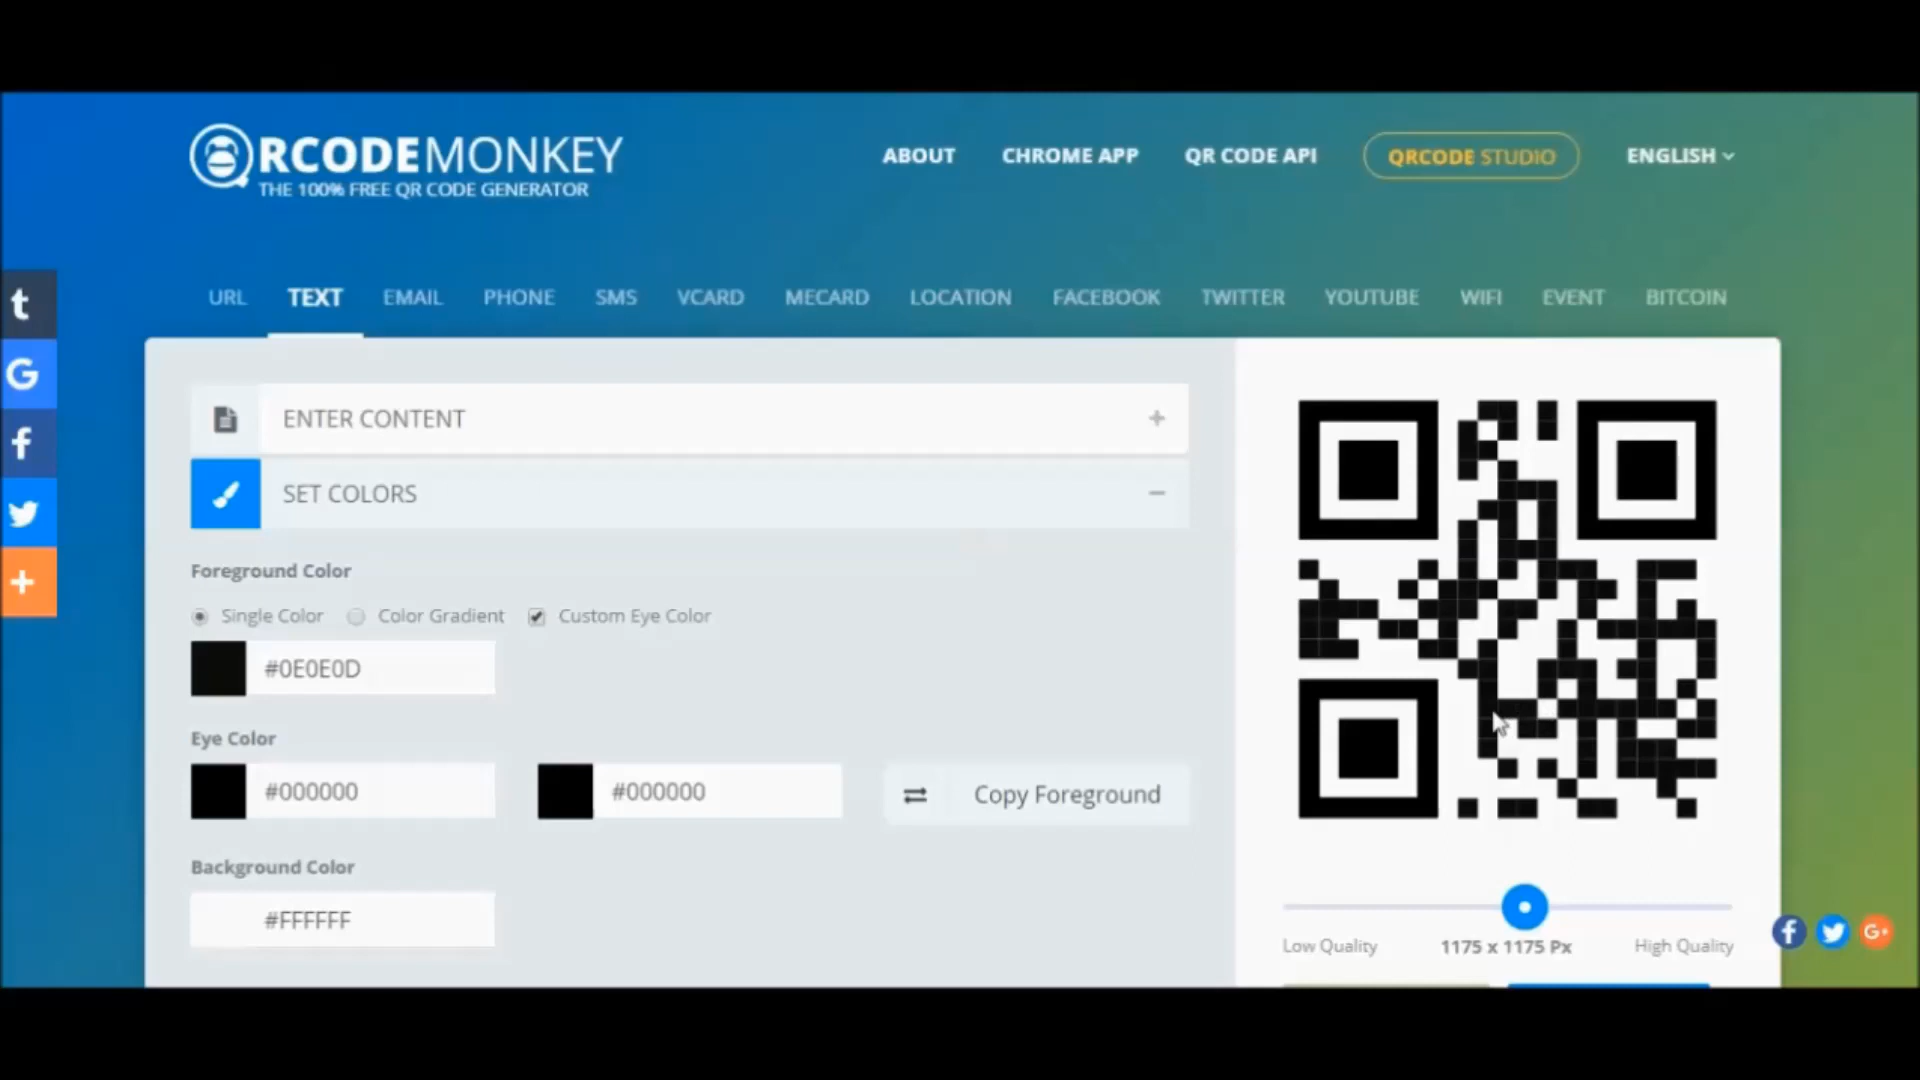 QRCODEMONKEY
THE 100% FREE QR CODE GENERATOR
ABOUT
CHROME APP
QR CODE API
QRCODE STUDIO
ENGLISH
URL
TEXT
EMAIL
PHONE
SMS
VCARD
MECARD
LOCATION
FACEBOOK
TWITTER
YOUTUBE
WIFI
EVENT
BITCOIN
t
G
f
ENTER CONTENT
SET COLORS
Foreground Color
Single Color
Color Gradient
Custom Eye Color
#0E0E0D
Eye Color
#000000
#000000
Copy Foreground
Background Color
#FFFFFF
Low Quality
1175 x 1175 Px
High Quality
f
G+